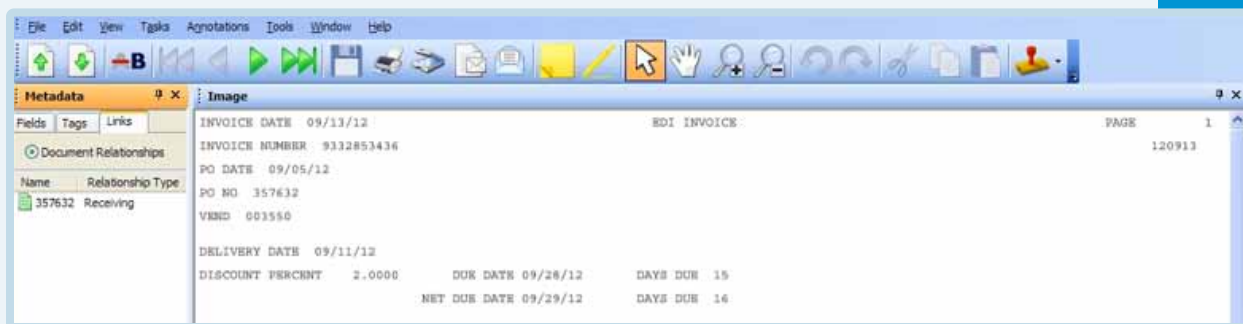 File Edit View Tasks Annotations Tools Window Help
B
Metadata
Image
Fields Tags Links
Document Relationships
Name Relationship Type
357632 Receiving
INVOICE DATE 09/13/12 EDI INVOICE PAGE 1
INVOICE NUMBER 9332853436 120913
PO DATE 09/05/12
PO NO 357632
VEND 003550
DELIVERY DATE 09/11/12
DISCOUNT PERCENT 2.0000 DUE DATE 09/28/12 DAYS DUE 15
NET DUE DATE 09/29/12 DAYS DUE 16